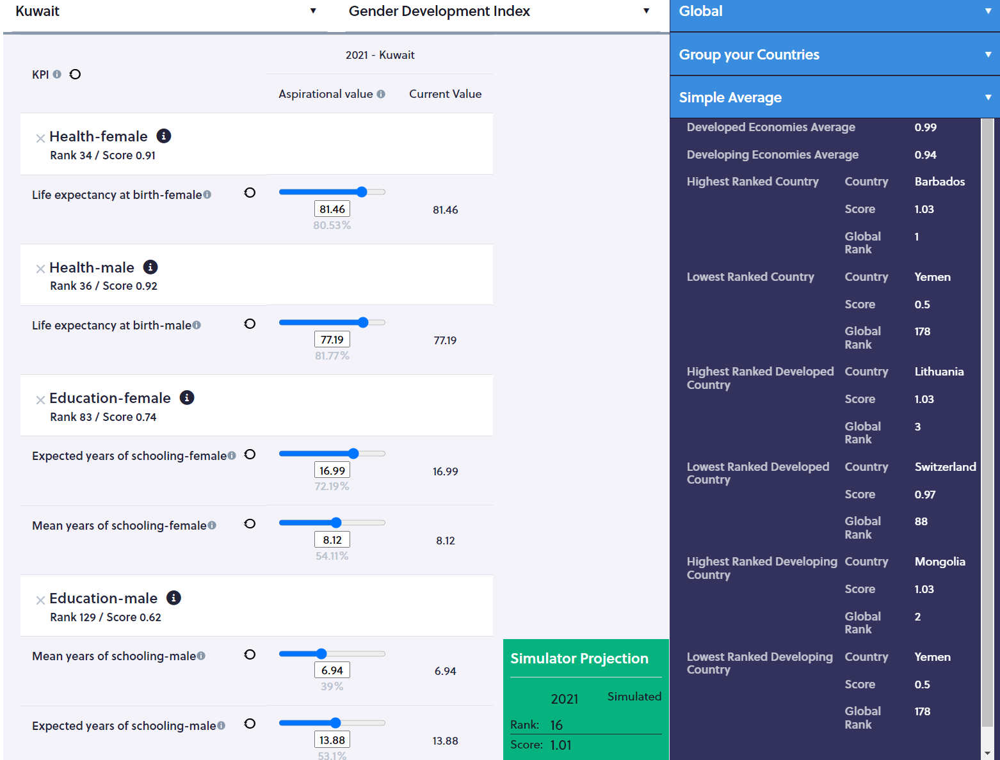 Kuwait
Gender Development Index
2021 - Kuwait
KPI
Aspirational value
Current Value
Health-female
Rank 34 / Score 0.91
Life expectancy at birth-female
81.46
81.46
80.53%
Health-male
Rank 36 / Score 0.92
Life expectancy at birth-male
77.19
77.19
81.77%
Education-female
Rank 83 / Score 0.74
Expected years of schooling-female
16.99
16.99
72.19%
Mean years of schooling-female
8.12
8.12
54.11%
Education-male
Rank 129 / Score 0.62
Mean years of schooling-male
6.94
6.94
39%
Expected years of schooling-male
13.88
13.88
53.1%
Simulator Projection
2021 Simulated
Rank: 16
Score: 1.01
Global
Group your Countries
Simple Average
Developed Economies Average 0.99
Developing Economies Average 0.94
Highest Ranked Country Country Barbados
Score 1.03
Global
Rank
1
Lowest Ranked Country Country Yemen
Score 0.5
Global
Rank
178
Highest Ranked Developed
Country
Country Lithuania
Score 1.03
Global
Rank
3
Lowest Ranked Developed
Country
Country Switzerland
Score 0.97
Global
Rank
88
Highest Ranked Developing
Country
Country Mongolia
Score 1.03
Global
Rank
2
Lowest Ranked Developing
Country
Country Yemen
Score 0.5
Global
Rank
178